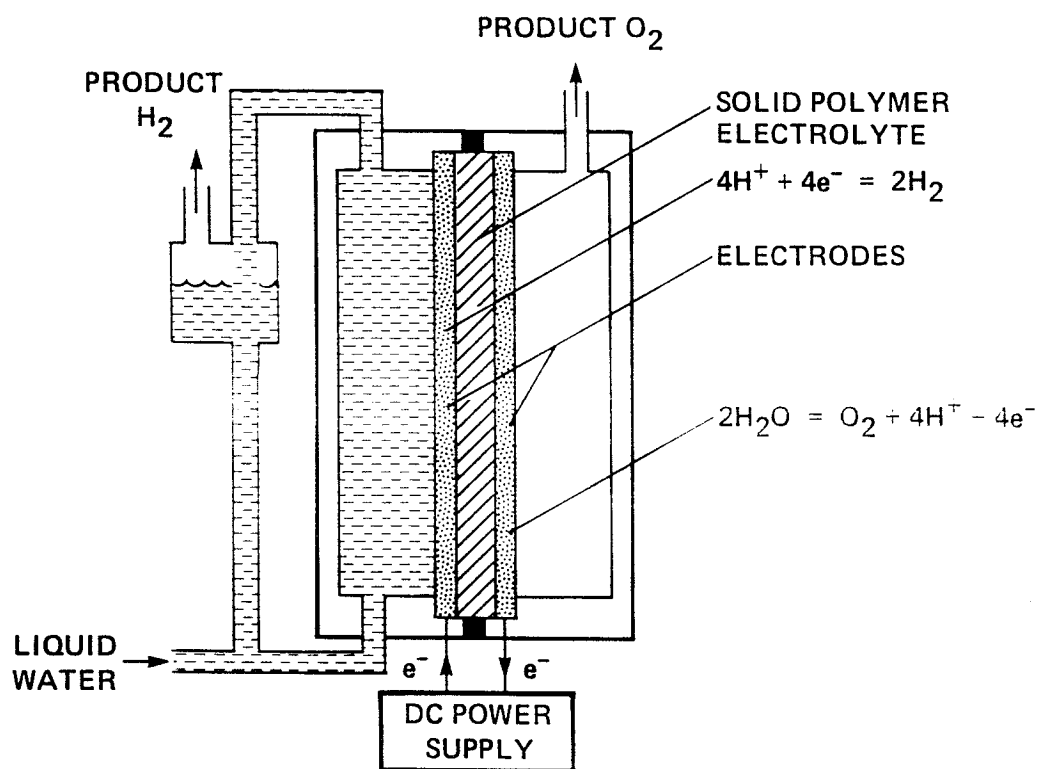 PRODUCT O₂
PRODUCT
H₂
SOLID POLYMER
ELECTROLYTE
4H⁺ + 4e⁻ = 2H₂
ELECTRODES
2H₂O = O₂ + 4H⁺ − 4e⁻
LIQUID
WATER
e⁻
e⁻
DC POWER
SUPPLY